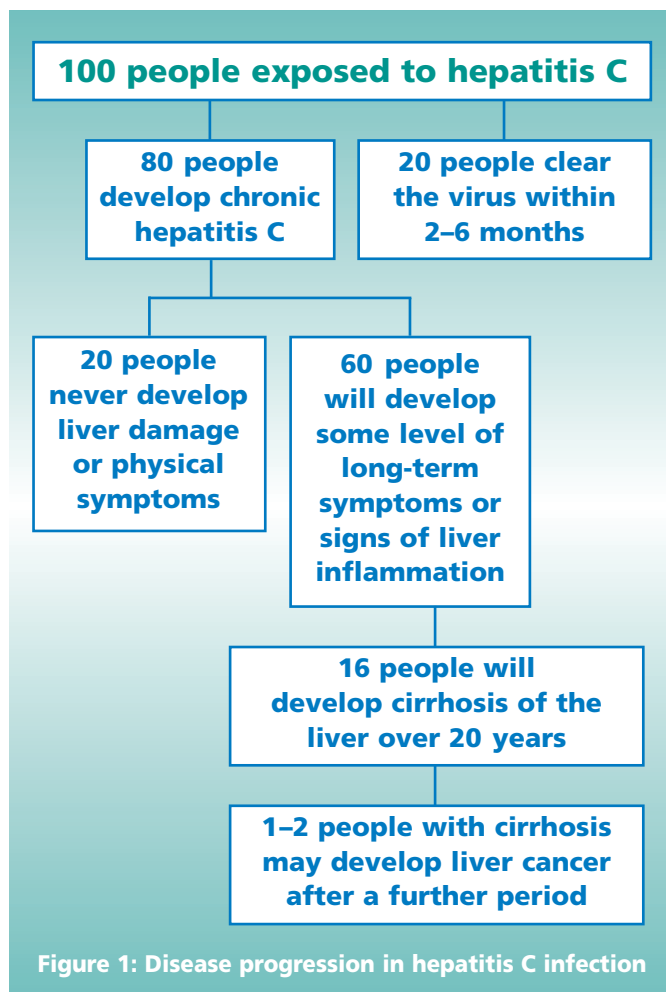 100 people exposed to hepatitis C
80 people
develop chronic
hepatitis C
20 people clear
the virus within
2–6 months
20 people
never develop
liver damage
or physical
symptoms
60 people
will develop
some level of
long-term
symptoms or
signs of liver
inflammation
16 people will
develop cirrhosis of the
liver over 20 years
1–2 people with cirrhosis
may develop liver cancer
after a further period
Figure 1: Disease progression in hepatitis C infection